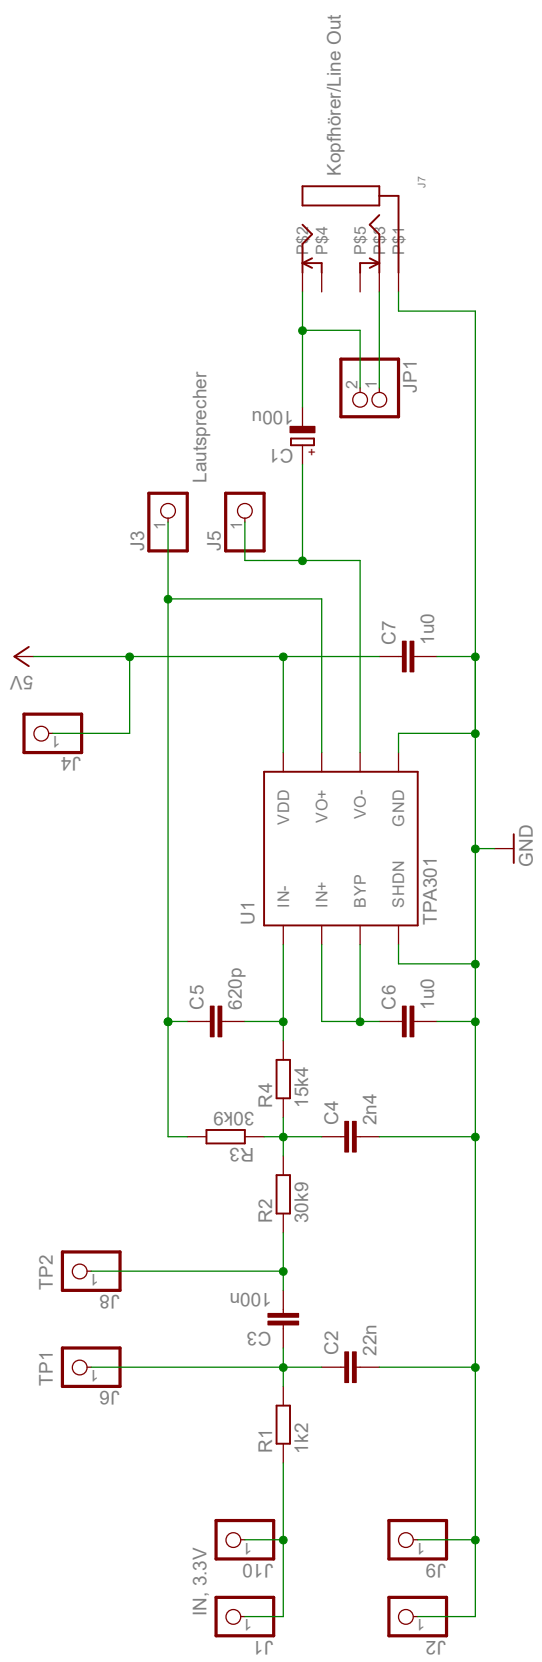 Kopfhörer/Line Out
J7
P$2
P$4
P$5
P$3
P$1
2
1
JP1
100u
C1
+
Lautsprecher
J3
1
J5
1
5V
J4
1
C7
1u0
U1
VDD
VO+
VO-
GND
IN-
IN+
BYP
SHDN
TPA301
GND
C5
620p
C6
1u0
R4
15k4
30k9
R3
C4
2n4
R2
30k9
TP2
1
J8
100n
C3
TP1
1
J6
C2
22n
R1
1k2
IN, 3.3V
1
J10
1
J1
1
J9
1
J2